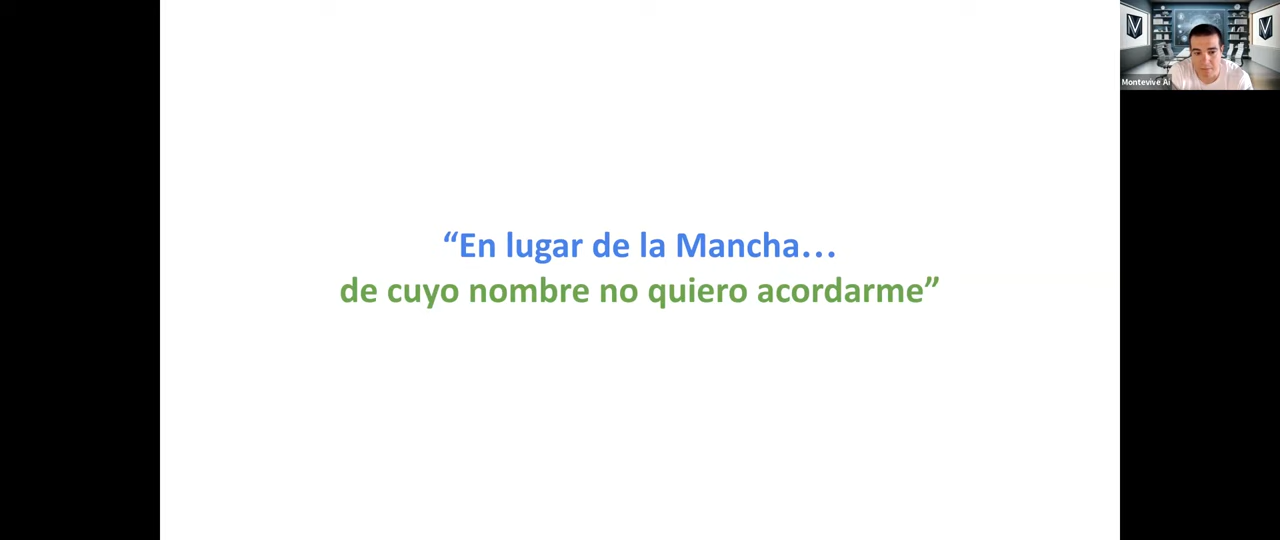 “En lugar de la Mancha…
de cuyo nombre no quiero acordarme”
Montevive Ai